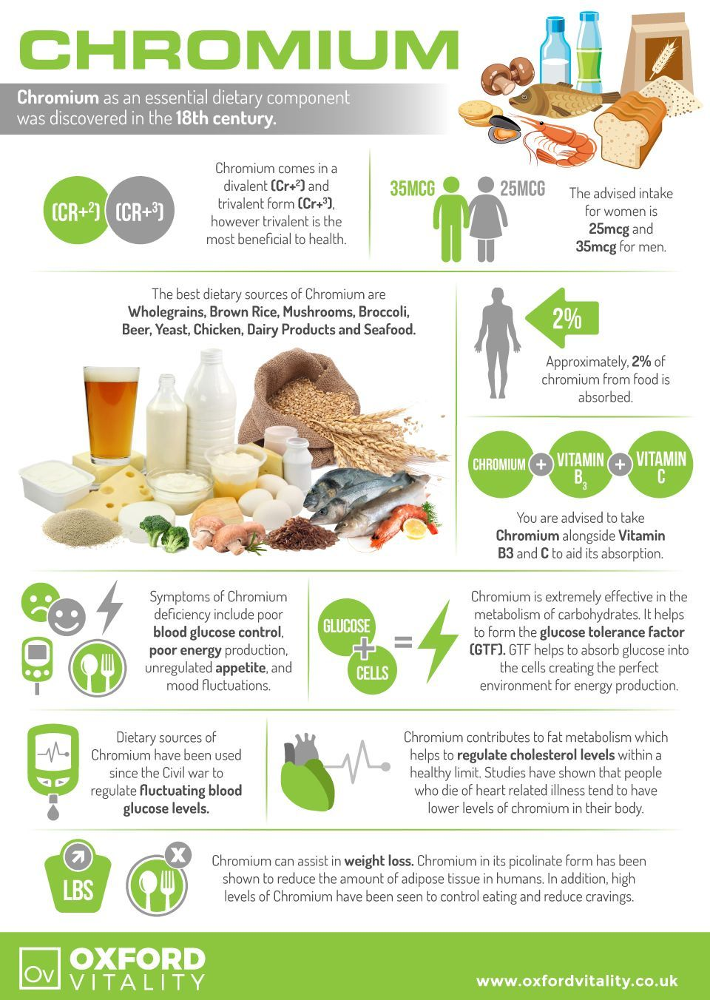 CHROMIUM
Chromium as an essential dietary component
was discovered in the 18th century.
(CR+²) (CR+³)
Chromium comes in a
divalent (Cr+²) and
trivalent form (Cr+³),
however trivalent is the
most beneficial to health.
35MCG 25MCG
The advised intake
for women is
25mcg and
35mcg for men.
The best dietary sources of Chromium are
Wholegrains, Brown Rice, Mushrooms, Broccoli,
Beer, Yeast, Chicken, Dairy Products and Seafood.
2%
Approximately, 2% of
chromium from food is
absorbed.
CHROMIUM + VITAMIN B₃ + VITAMIN C
You are advised to take
Chromium alongside Vitamin
B3 and C to aid its absorption.
Symptoms of Chromium
deficiency include poor
blood glucose control,
poor energy production,
unregulated appetite, and
mood fluctuations.
GLUCOSE
+ =
CELLS
Chromium is extremely effective in the
metabolism of carbohydrates. It helps
to form the glucose tolerance factor
(GTF). GTF helps to absorb glucose into
the cells creating the perfect
environment for energy production.
Dietary sources of
Chromium have been used
since the Civil war to
regulate fluctuating blood
glucose levels.
Chromium contributes to fat metabolism which
helps to regulate cholesterol levels within a
healthy limit. Studies have shown that people
who die of heart related illness tend to have
lower levels of chromium in their body.
LBS
X
Chromium can assist in weight loss. Chromium in its picolinate form has been
shown to reduce the amount of adipose tissue in humans. In addition, high
levels of Chromium have been seen to control eating and reduce cravings.
Ov OXFORD
VITALITY
www.oxfordvitality.co.uk